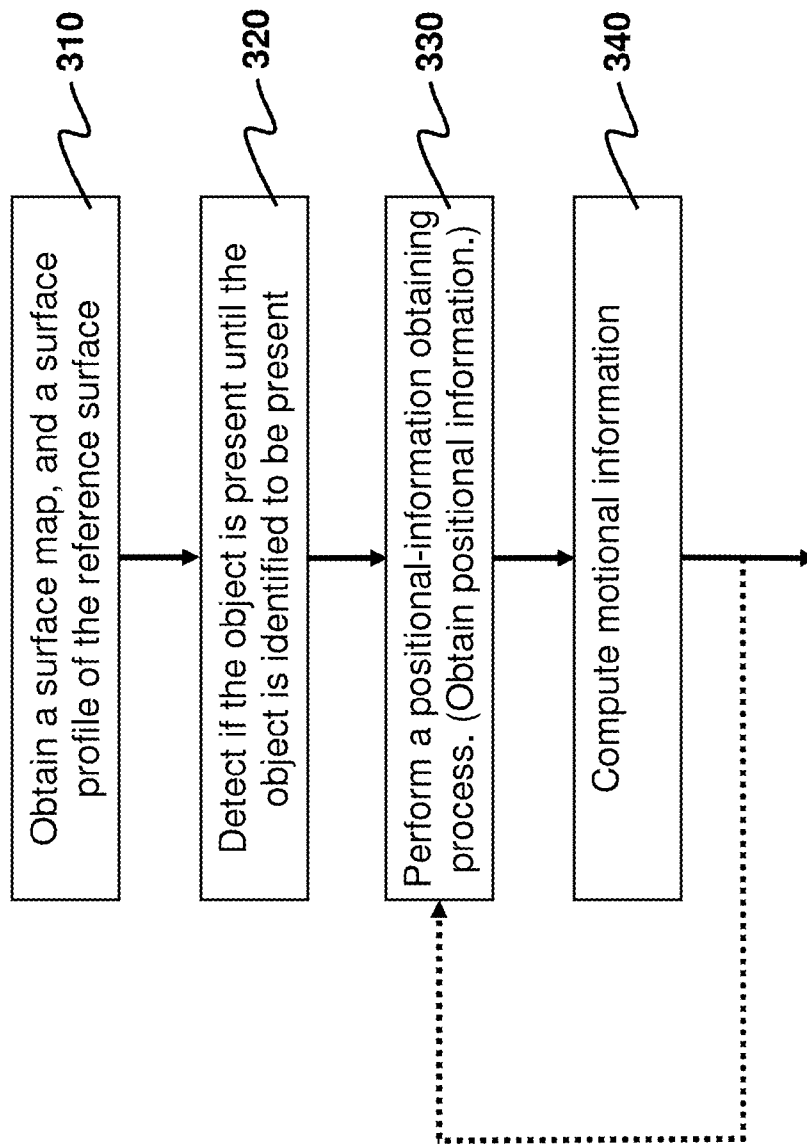 Obtain a surface map, and a surface
profile of the reference surface
310
Detect if the object is present until the
object is identified to be present
320
Perform a positional-information obtaining
process. (Obtain positional information.)
330
Compute motional information
340